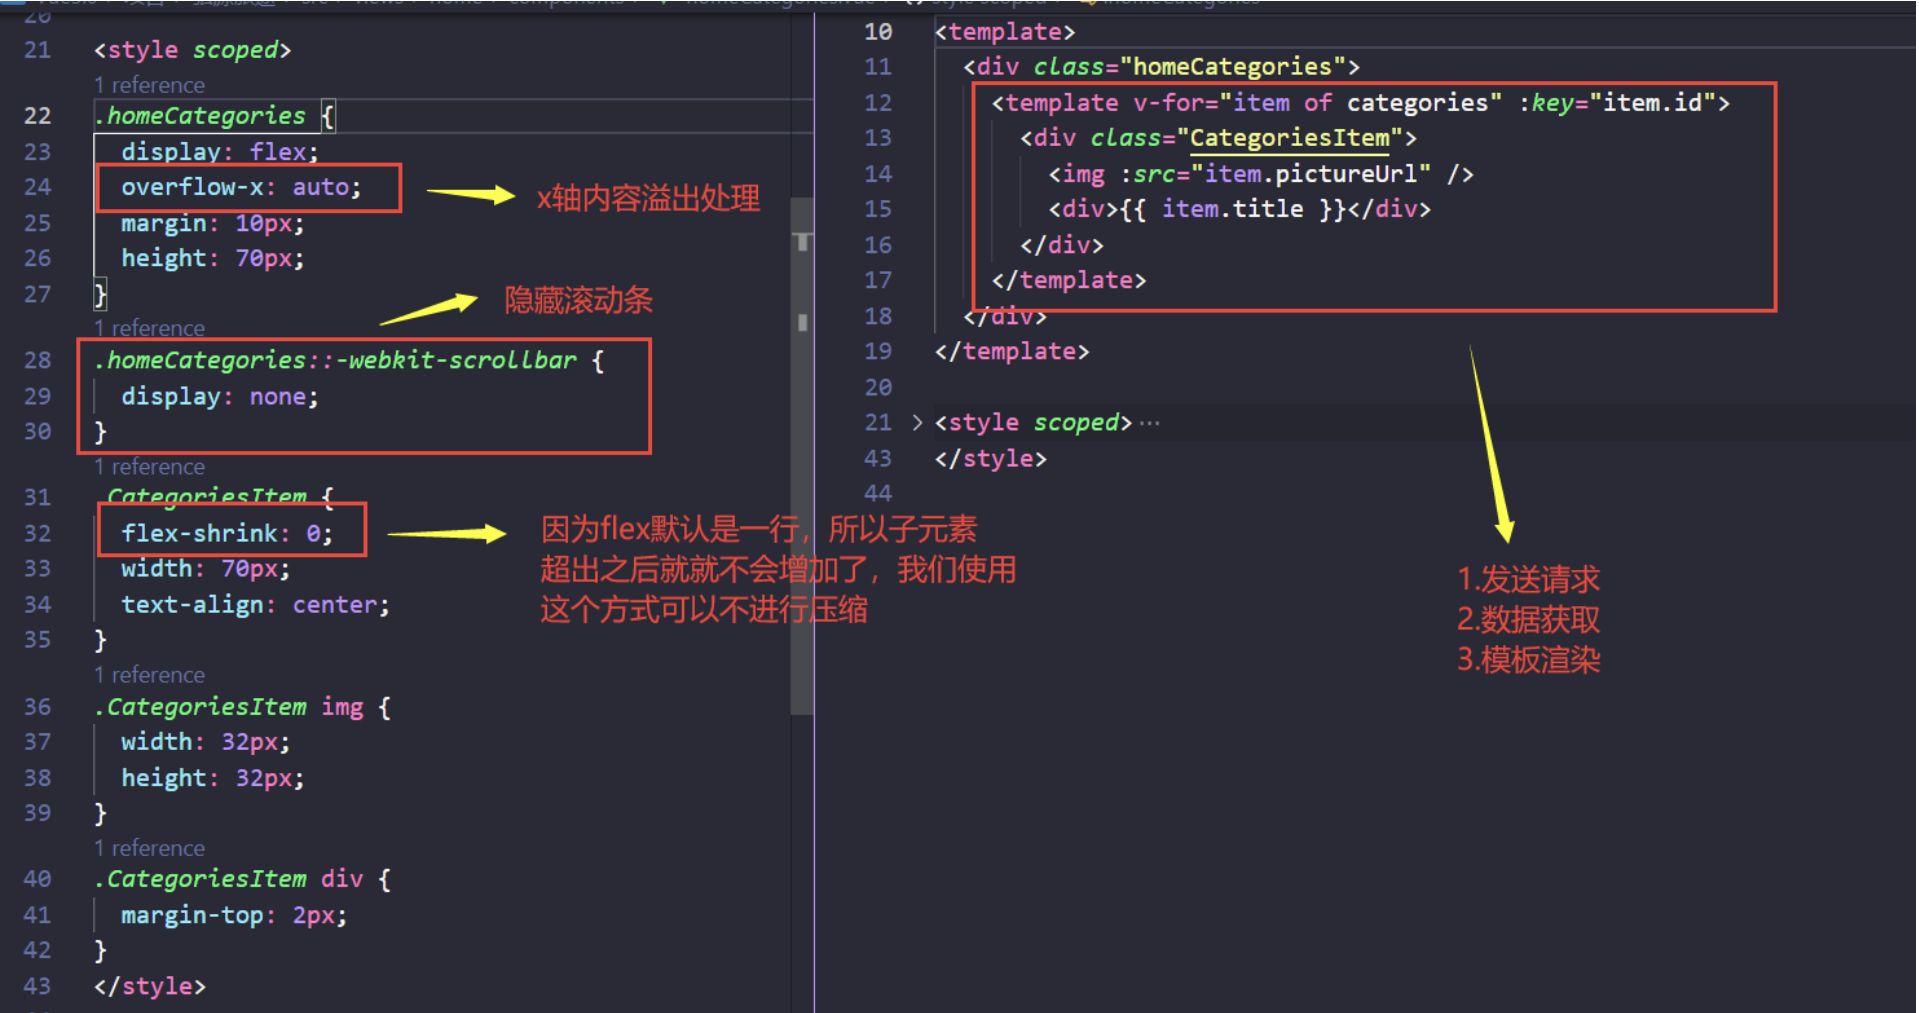 20
21 <style scoped>
1 reference
22 .homeCategories {
23 display: flex;
24 overflow-x: auto;
x轴内容溢出处理
25 margin: 10px;
26 height: 70px;
27 }
隐藏滚动条
1 reference
28 .homeCategories::-webkit-scrollbar {
29 display: none;
30 }
1 reference
31 .CategoriesItem {
32 flex-shrink: 0;
因为flex默认是一行，所以子元素
超出之后就就不会增加了，我们使用
这个方式可以不进行压缩
33 width: 70px;
34 text-align: center;
35 }
1 reference
36 .CategoriesItem img {
37 width: 32px;
38 height: 32px;
39 }
1 reference
40 .CategoriesItem div {
41 margin-top: 2px;
42 }
43 </style>
10 <template>
11 <div class="homeCategories">
12 <template v-for="item of categories" :key="item.id">
13 <div class="CategoriesItem">
14 <img :src="item.pictureUrl" />
15 <div>{{ item.title }}</div>
16 </div>
17 </template>
18 </div>
19 </template>
20
21 <style scoped>…
43 </style>
44
1.发送请求
2.数据获取
3.模板渲染